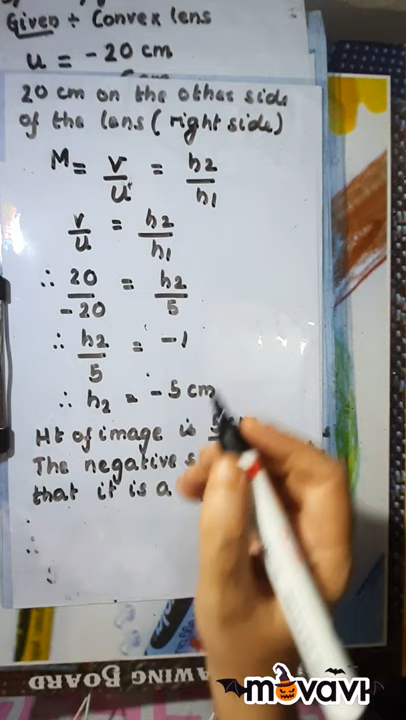 Given ÷ Convex lens
u = -20 cm
20 cm on the other side
of the lens (right side)
M = v/u = h2/h1
v/u = h2/h1
∴ 20/-20 = h2/5
∴ h2/5 = -1
∴ h2 = -5 cm
Ht of image is
The negative
that it is a
AWING BOARD
movavi